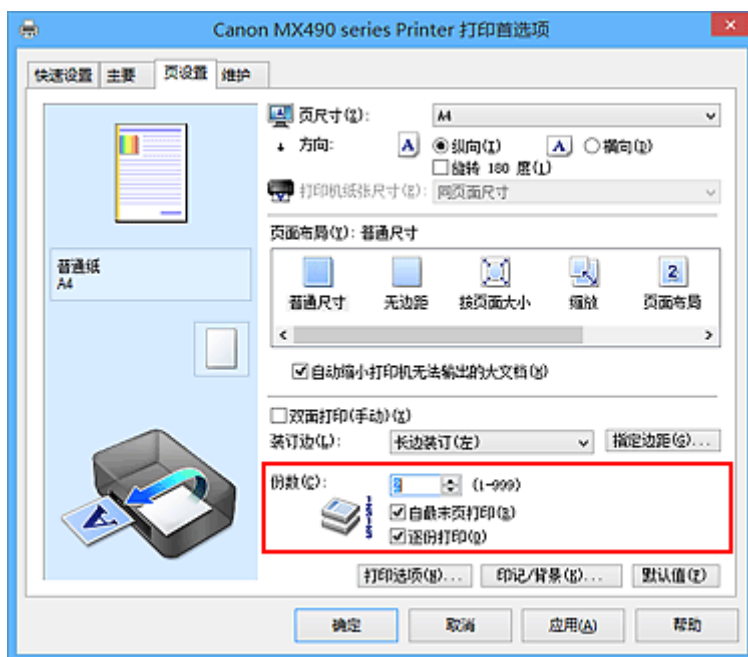 Canon MX490 series Printer 打印首选项
快速设置 主要 页设置 维护
页尺寸(Z): A4
方向: A 纵向(I) A 横向(D)
旋转 180 度(1)
打印机纸张尺寸(E): 同页面尺寸
页面布局(Y): 普通尺寸
普通尺寸 无边距 按页面大小 缩放 页面布局
普通纸
A4
自动缩小打印机无法输出的大文档(X)
双面打印(手动)(X)
装订边(L): 长边装订(左) 指定边距(G)...
份数(C): (1-999)
自最末页打印(R)
逐份打印(O)
打印选项(N)... 印记/背景(K)... 默认值(F)
确定 取消 应用(A) 帮助